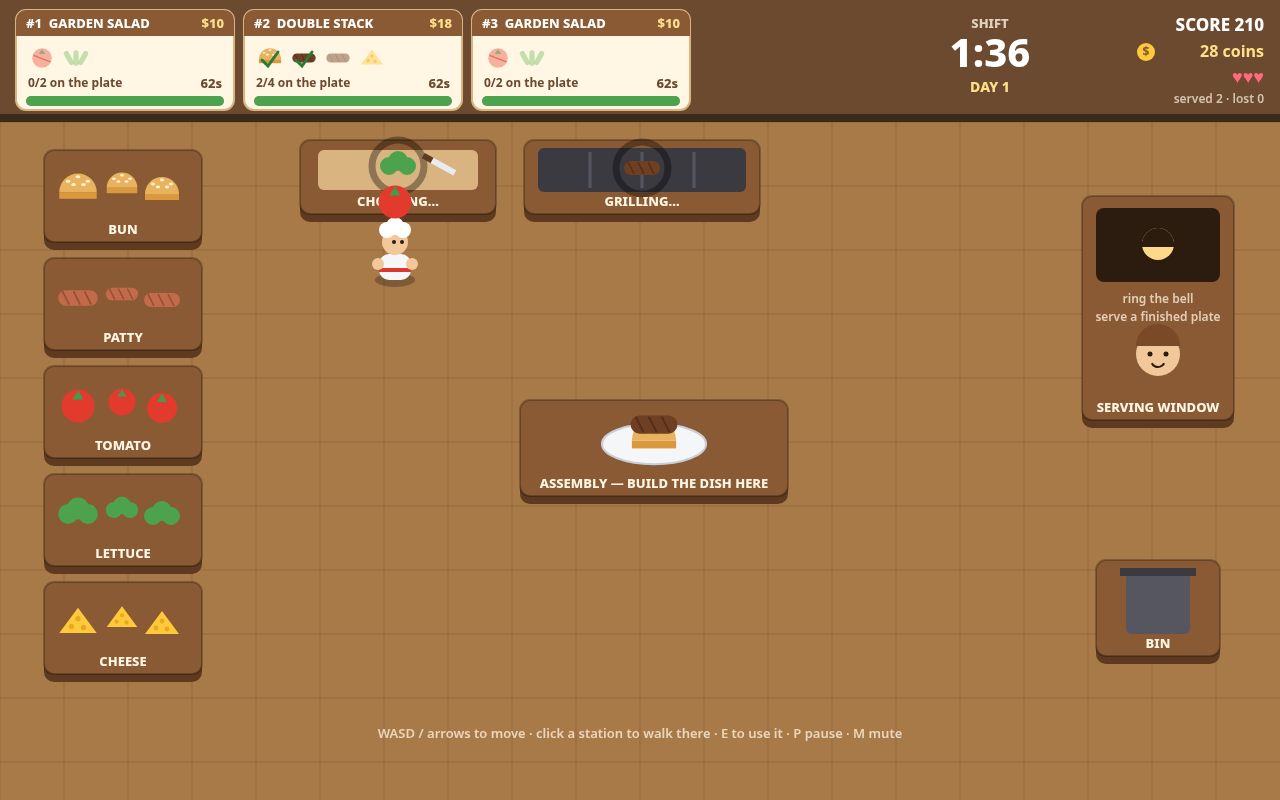 #1 GARDEN SALAD $10
0/2 on the plate 62s
#2 DOUBLE STACK $18
2/4 on the plate 62s
#3 GARDEN SALAD $10
0/2 on the plate 62s
SHIFT
1:36
DAY 1
SCORE 210
$ 28 coins
♥♥♥
served 2 · lost 0
BUN
PATTY
TOMATO
LETTUCE
CHEESE
GRILLING...
ring the bell
serve a finished plate
SERVING WINDOW
ASSEMBLY — BUILD THE DISH HERE
BIN
WASD / arrows to move · click a station to walk there · E to use it · P pause · M mute